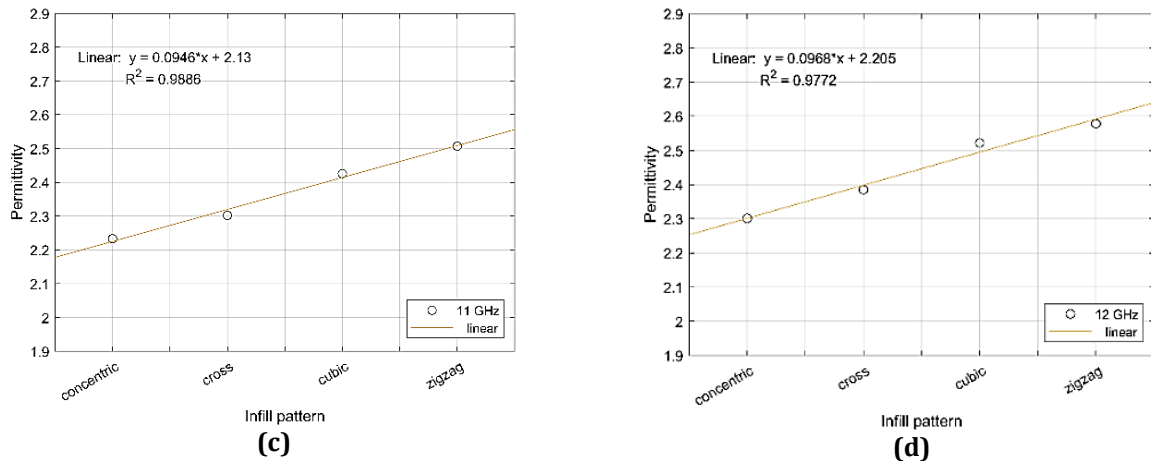 2.9
2.8
2.7
2.6
2.5
2.4
2.3
2.2
2.1
2
1.9
Permittivity
Linear: y = 0.0946*x + 2.13
R² = 0.9886
11 GHz
linear
concentric
cross
cubic
zigzag
Infill pattern
(c)
2.9
2.8
2.7
2.6
2.5
2.4
2.3
2.2
2.1
2
1.9
Permittivity
Linear: y = 0.0968*x + 2.205
R² = 0.9772
12 GHz
linear
concentric
cross
cubic
zigzag
Infill pattern
(d)